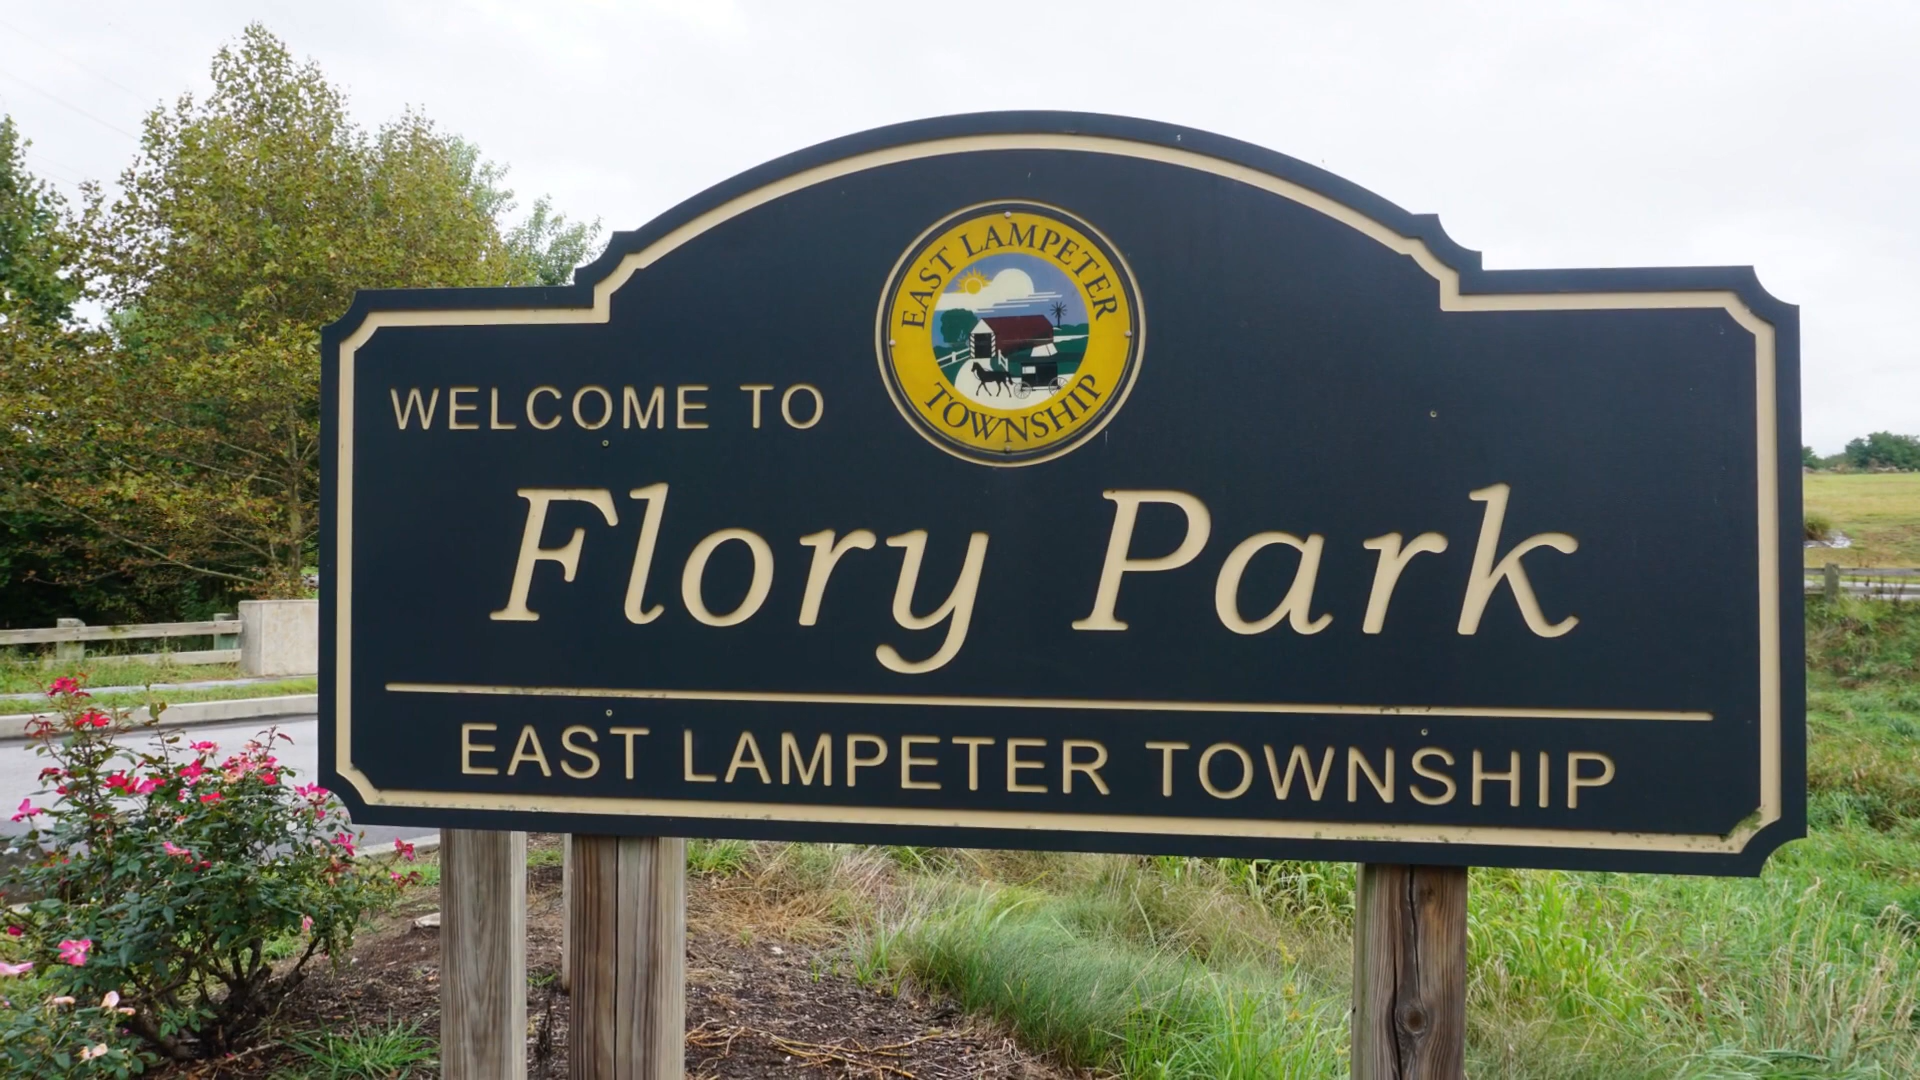 EAST LAMPETER
TOWNSHIP
WELCOME TO
Flory Park
EAST LAMPETER TOWNSHIP